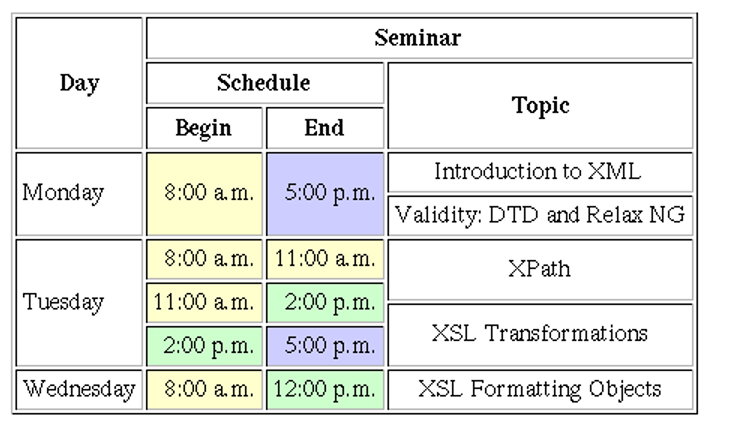 Day
Seminar
Schedule
Topic
Begin
End
Monday
8:00 a.m.
5:00 p.m.
Introduction to XML
Validity: DTD and Relax NG
Tuesday
8:00 a.m.
11:00 a.m.
XPath
11:00 a.m.
2:00 p.m.
XSL Transformations
2:00 p.m.
5:00 p.m.
Wednesday
8:00 a.m.
12:00 p.m.
XSL Formatting Objects